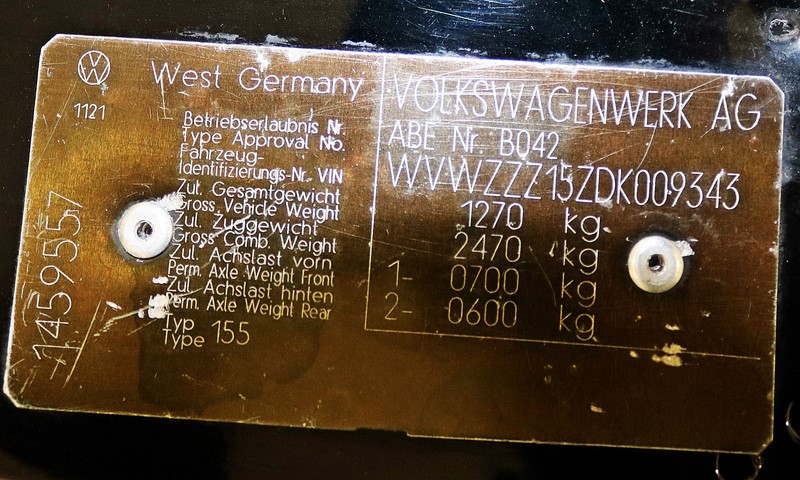 West Germany
1121
1459557
Betriebserlaubnis Nr.
Type Approval No.
Fahrzeug-
Identifizierungs-Nr. VIN
Zul. Gesamtgewicht
Gross Vehicle Weight
Zul. Zuggewicht
Gross Comb. Weight
Zul. Achslast vorn
Perm. Axle Weight Front
Zul. Achslast hinten
Perm. Axle Weight Rear
Typ
Type 155
VOLKSWAGENWERK AG
ABE Nr. B042
WVWZZZ15ZDK009343
1270 kg
2470 kg
1- 0700 kg
2- 0600 kg